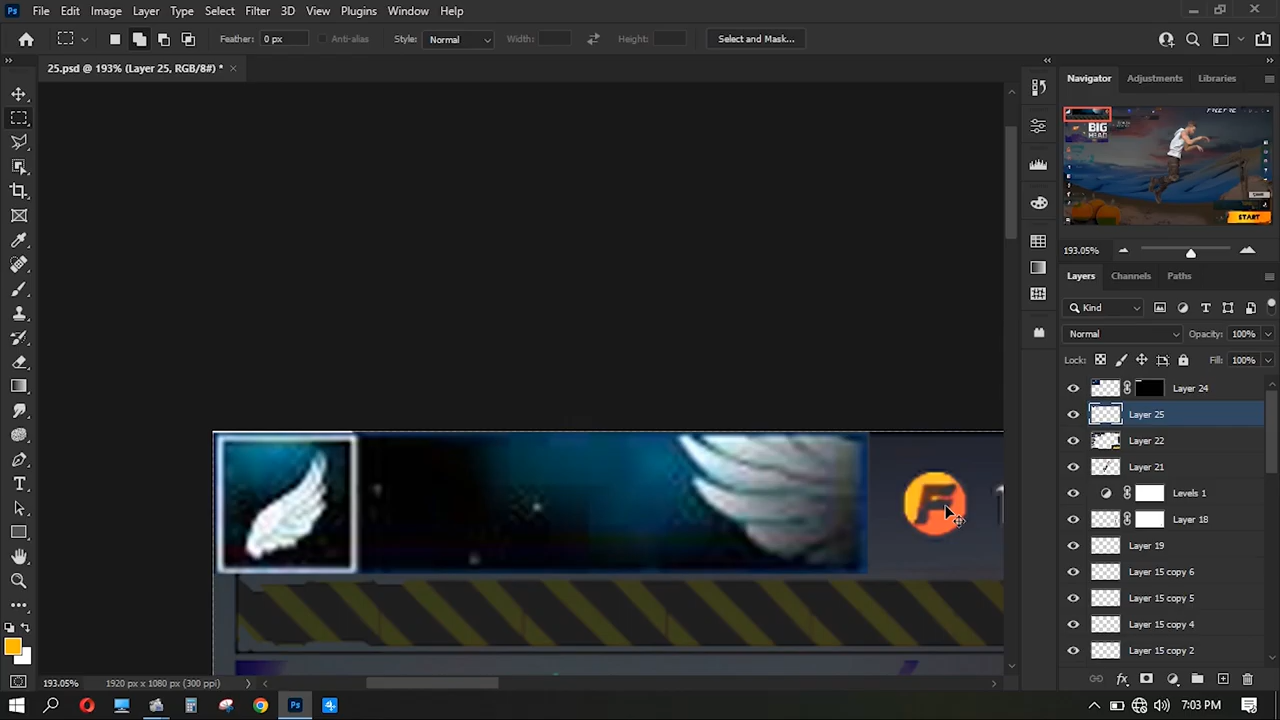 Ps File Edit Image Layer Type Select Filter 3D View Plugins Window Help
Feather: 0 px Anti-alias Style: Normal Width: Height: Select and Mask...
25.psd @ 193% (Layer 25, RGB/8#) *
Navigator Adjustments Libraries
BIG
HEAD
START
193.05%
Layers Channels Paths
Kind
Normal Opacity: 100%
Lock: Fill: 100%
Layer 24
Layer 25
Layer 22
Layer 21
Levels 1
Layer 18
Layer 19
Layer 15 copy 6
Layer 15 copy 5
Layer 15 copy 4
Layer 15 copy 2
F
193.05% 1920 px x 1080 px (300 ppi)
Ps 7:03 PM